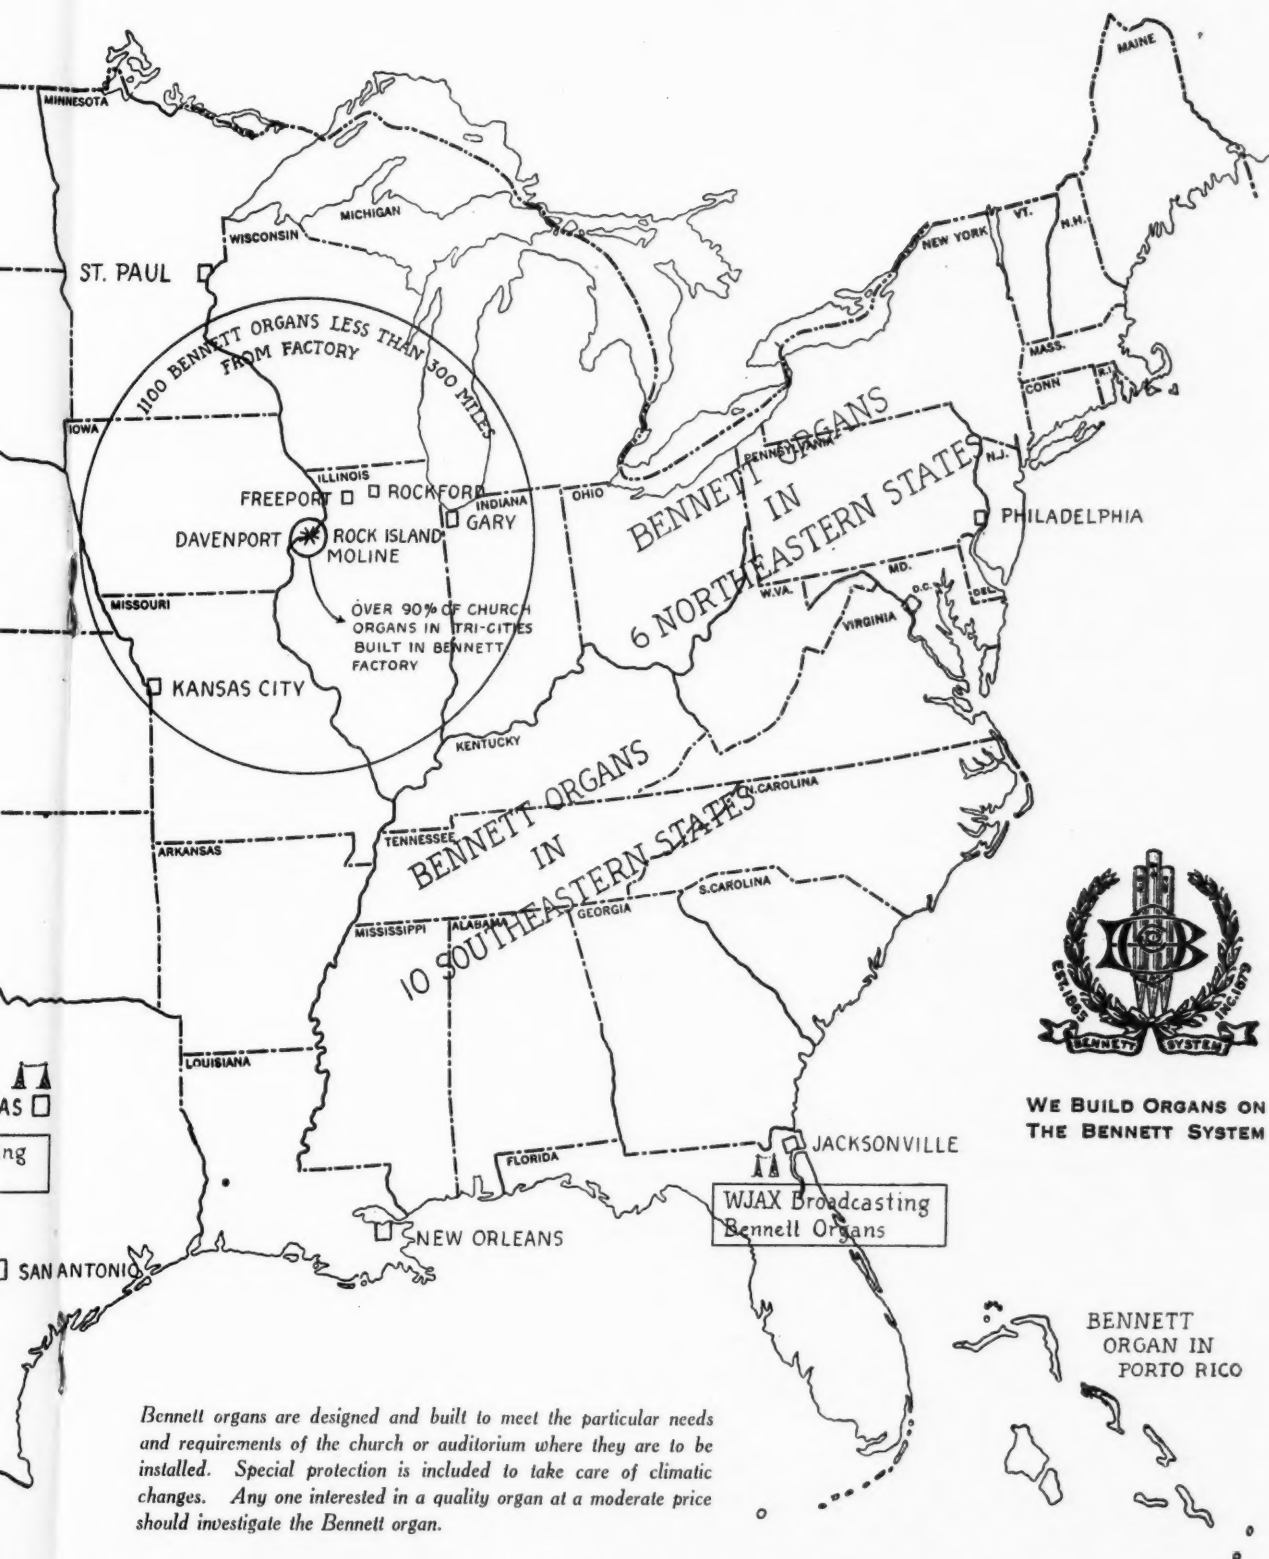 MAINE
MINNESOTA
MICHIGAN
WISCONSIN
VT.
N.H.
NEW YORK
ST. PAUL
1100 BENNETT ORGANS LESS THAN 300 MILES
FROM FACTORY
MASS.
CONN
R.I.
IOWA
BENNETT ORGANS
IN
6 NORTHEASTERN STATES
PENNSYLVANIA
N.J.
ILLINOIS
FREEPORT
ROCKFORD
INDIANA
OHIO
GARY
PHILADELPHIA
DAVENPORT
ROCK ISLAND
MOLINE
MISSOURI
OVER 90% OF CHURCH
ORGANS IN TRI-CITIES
BUILT IN BENNETT
FACTORY
W.VA.
MD.
D.C.
DEL.
VIRGINIA
KANSAS CITY
KENTUCKY
BENNETT ORGANS
IN
10 SOUTHEASTERN STATES
N.CAROLINA
TENNESSEE
ARKANSAS
S.CAROLINA
MISSISSIPPI
ALABAMA
GEORGIA
EST. 1865
INC. 1879
BENNETT SYSTEM
LOUISIANA
AS
ng
WE BUILD ORGANS ON
THE BENNETT SYSTEM
FLORIDA
JACKSONVILLE
WJAX Broadcasting
Bennett Organs
NEW ORLEANS
SAN ANTONIO
BENNETT
ORGAN IN
PORTO RICO
Bennett organs are designed and built to meet the particular needs
and requirements of the church or auditorium where they are to be
installed. Special protection is included to take care of climatic
changes. Any one interested in a quality organ at a moderate price
should investigate the Bennett organ.